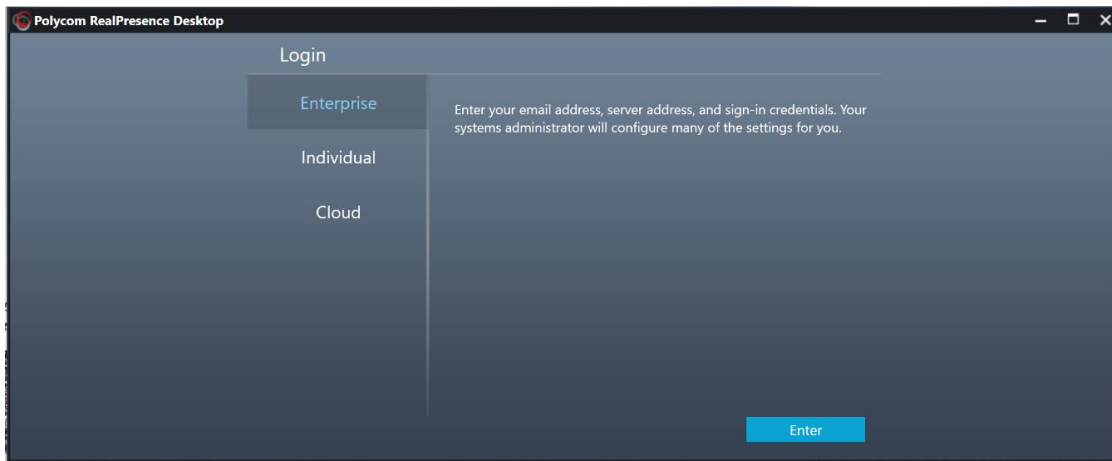 Polycom RealPresence Desktop
Login
Enterprise
Enter your email address, server address, and sign-in credentials. Your
systems administrator will configure many of the settings for you.
Individual
Cloud
Enter